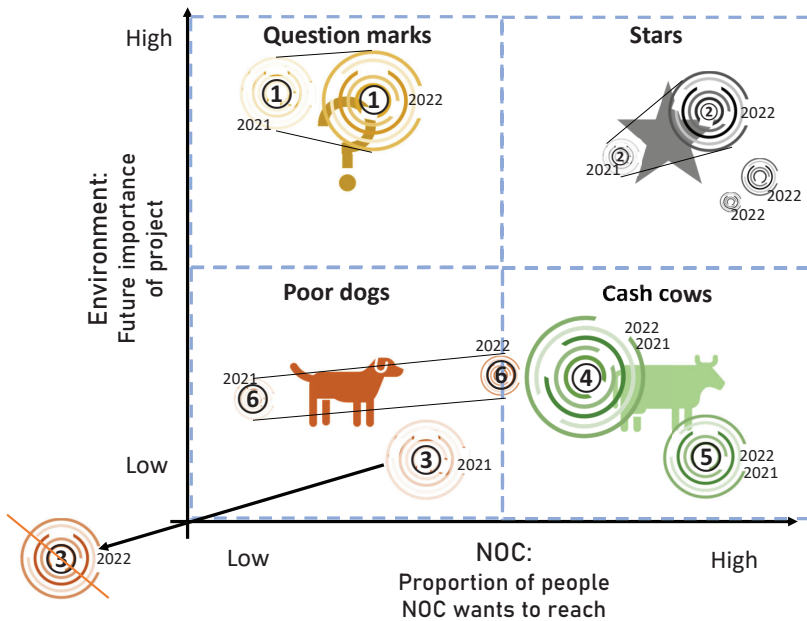 High
Question marks
Stars
1
1
2022
2021
2
2022
2
2021
2022
2022
Environment:
Future importance
of project
Poor dogs
Cash cows
2022
2021
2022
2021
6
6
4
3
2021
5
2022
2021
Low
3
2022
Low
NOC:
High
Proportion of people
NOC wants to reach